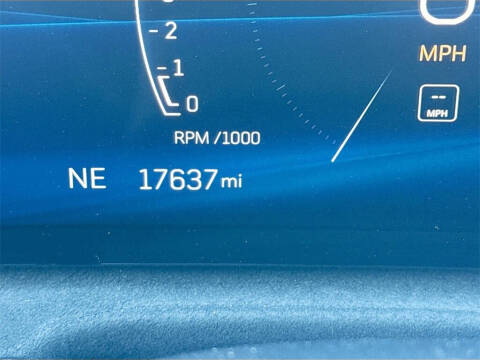 2
1
0
RPM /1000
MPH
--
MPH
NE 17637 mi